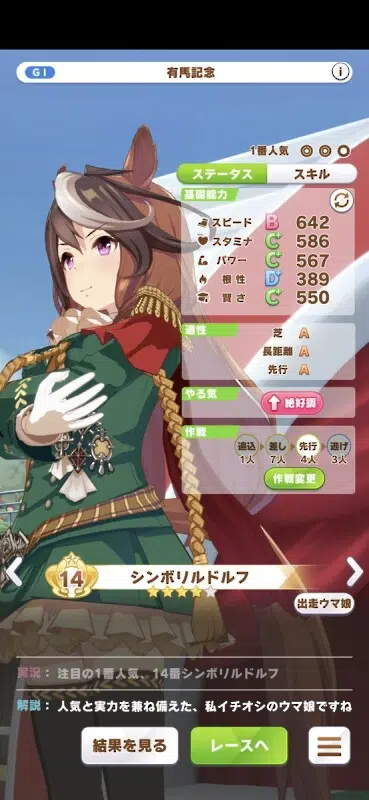 G I 有馬記念 i
1番人気 ◎ ◎ ○
ステータス スキル
基礎能力
スピード B 642
スタミナ C+ 586
パワー C+ 567
根性 D+ 389
賢さ C+ 550
適性
芝 A
長距離 A
先行 A
やる気 絶好調
作戦
追込 差し 先行 逃げ
1人 7人 4人 3人
作戦変更
14 シンボリルドルフ
出走ウマ娘
実況： 注目の1番人気、14番シンボリルドルフ
解説： 人気と実力を兼ね備えた、私イチオシのウマ娘ですね
結果を見る レースへ